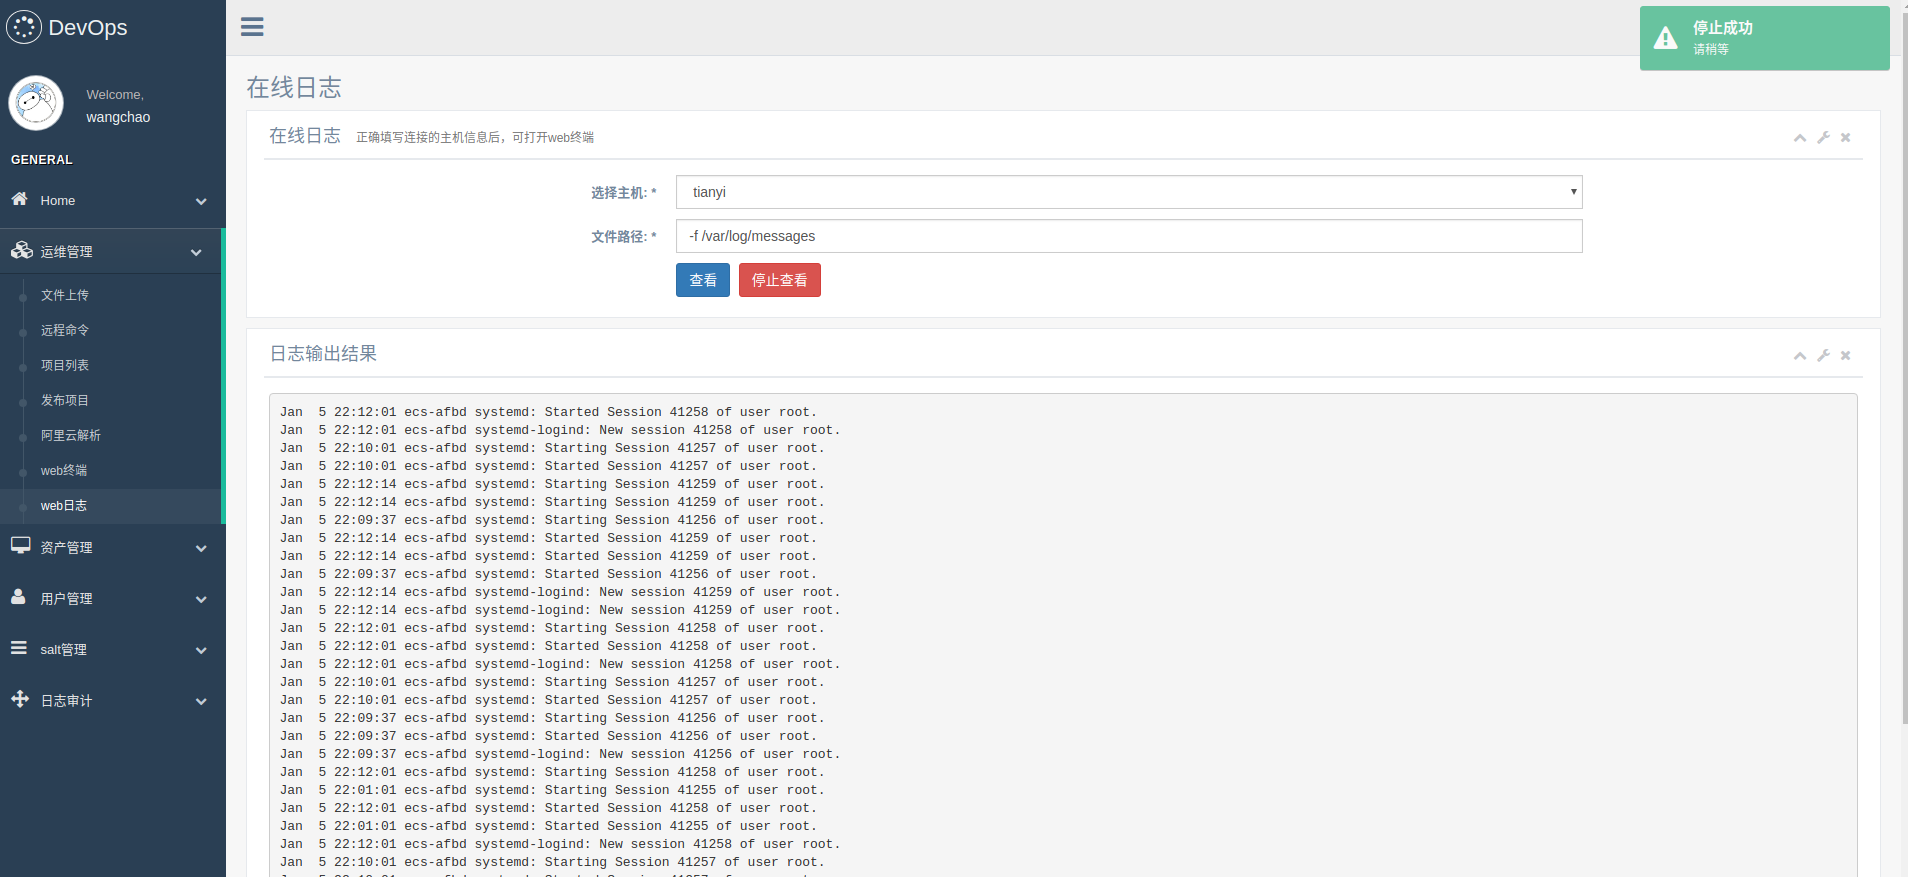 DevOps
Welcome,
wangchao
GENERAL
Home
运维管理
文件上传
远程命令
项目列表
发布项目
阿里云解析
web终端
web日志
资产管理
用户管理
salt管理
日志审计
停止成功
请稍等
在线日志
在线日志 正确填写连接的主机信息后，可打开web终端
选择主机: * tianyi
文件路径: * -f /var/log/messages
查看 停止查看
日志输出结果
Jan  5 22:12:01 ecs-afbd systemd: Started Session 41258 of user root.
Jan  5 22:12:01 ecs-afbd systemd-logind: New session 41258 of user root.
Jan  5 22:10:01 ecs-afbd systemd: Starting Session 41257 of user root.
Jan  5 22:10:01 ecs-afbd systemd: Started Session 41257 of user root.
Jan  5 22:12:14 ecs-afbd systemd: Starting Session 41259 of user root.
Jan  5 22:12:14 ecs-afbd systemd: Starting Session 41259 of user root.
Jan  5 22:09:37 ecs-afbd systemd: Starting Session 41256 of user root.
Jan  5 22:12:14 ecs-afbd systemd: Started Session 41259 of user root.
Jan  5 22:12:14 ecs-afbd systemd: Started Session 41259 of user root.
Jan  5 22:09:37 ecs-afbd systemd: Started Session 41256 of user root.
Jan  5 22:12:14 ecs-afbd systemd-logind: New session 41259 of user root.
Jan  5 22:12:14 ecs-afbd systemd-logind: New session 41259 of user root.
Jan  5 22:12:01 ecs-afbd systemd: Starting Session 41258 of user root.
Jan  5 22:12:01 ecs-afbd systemd: Started Session 41258 of user root.
Jan  5 22:12:01 ecs-afbd systemd-logind: New session 41258 of user root.
Jan  5 22:10:01 ecs-afbd systemd: Starting Session 41257 of user root.
Jan  5 22:10:01 ecs-afbd systemd: Started Session 41257 of user root.
Jan  5 22:09:37 ecs-afbd systemd: Starting Session 41256 of user root.
Jan  5 22:09:37 ecs-afbd systemd: Started Session 41256 of user root.
Jan  5 22:09:37 ecs-afbd systemd-logind: New session 41256 of user root.
Jan  5 22:12:01 ecs-afbd systemd: Starting Session 41258 of user root.
Jan  5 22:01:01 ecs-afbd systemd: Starting Session 41255 of user root.
Jan  5 22:12:01 ecs-afbd systemd: Started Session 41258 of user root.
Jan  5 22:01:01 ecs-afbd systemd: Started Session 41255 of user root.
Jan  5 22:12:01 ecs-afbd systemd-logind: New session 41258 of user root.
Jan  5 22:10:01 ecs-afbd systemd: Starting Session 41257 of user root.